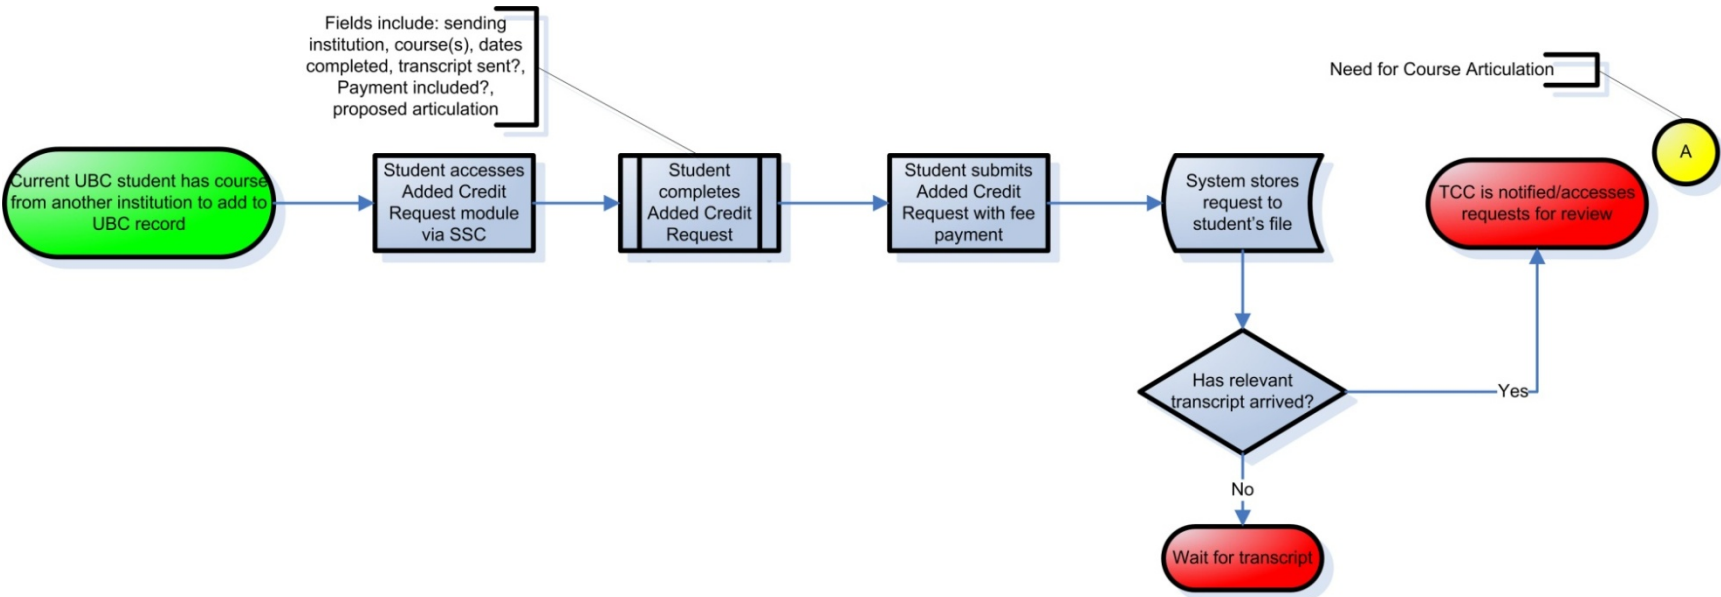 Fields include: sending
institution, course(s), dates
completed, transcript sent?,
Payment included?,
proposed articulation
Need for Course Articulation
A
Current UBC student has course
from another institution to add to
UBC record
Student accesses
Added Credit
Request module
via SSC
Student
completes
Added Credit
Request
Student submits
Added Credit
Request with fee
payment
System stores
request to
student's file
TCC is notified/accesses
requests for review
Has relevant
transcript arrived?
Yes
No
Wait for transcript